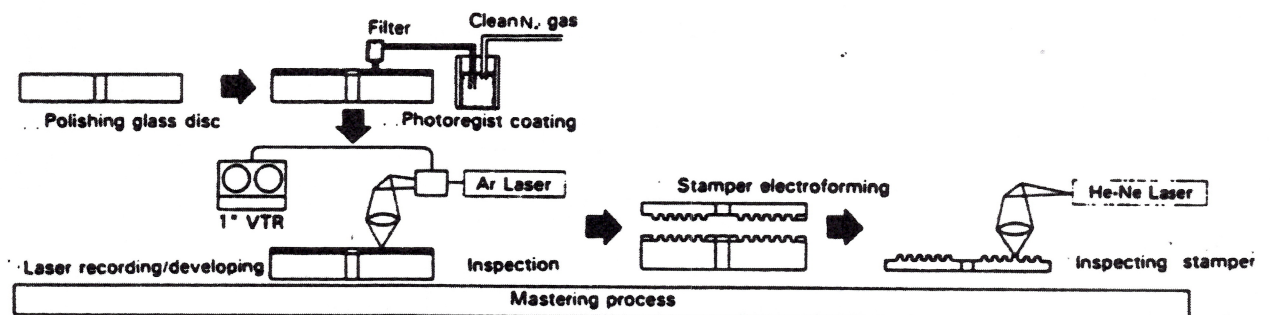 Filter
Clean N₂ gas
Polishing glass disc
Photoregist coating
1" VTR
Ar Laser
Stamper electroforming
He-Ne Laser
Laser recording/developing
Inspection
Inspecting stamper
Mastering process